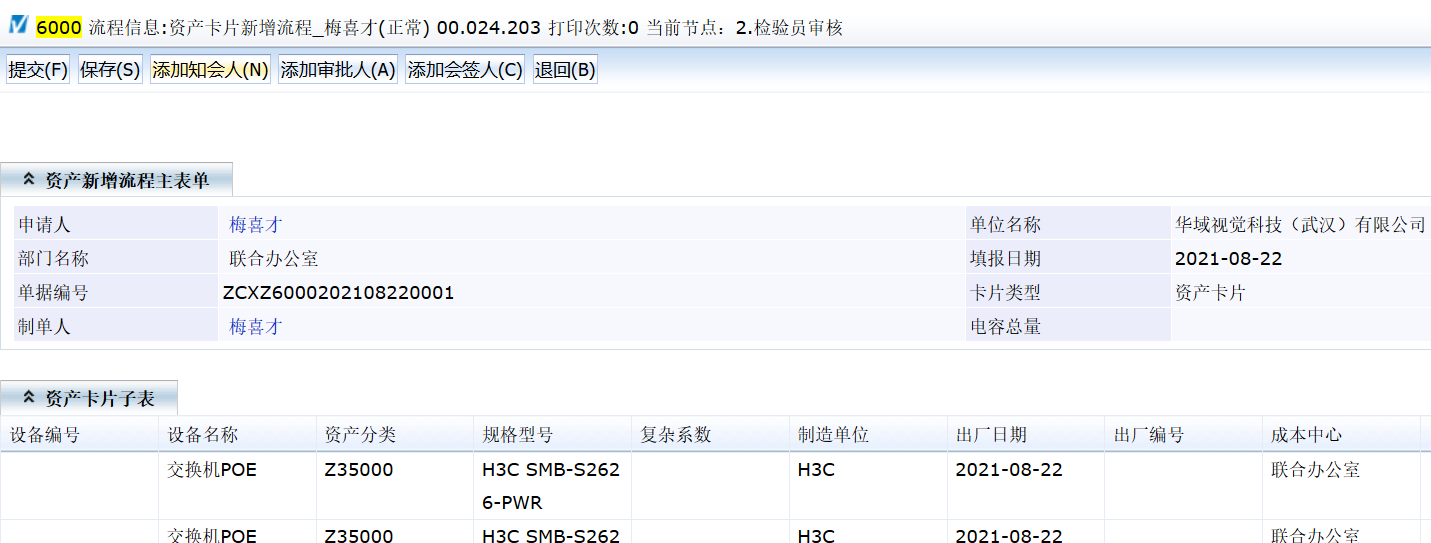 6000 流程信息:资产卡片新增流程_梅喜才(正常) 00.024.203 打印次数:0 当前节点：2.检验员审核
提交(F) 保存(S) 添加知会人(N) 添加审批人(A) 添加会签人(C) 退回(B)
资产新增流程主表单
申请人 梅喜才 单位名称 华域视觉科技（武汉）有限公司
部门名称 联合办公室 填报日期 2021-08-22
单据编号 ZCXZ6000202108220001 卡片类型 资产卡片
制单人 梅喜才 电容总量
资产卡片子表
设备编号 设备名称 资产分类 规格型号 复杂系数 制造单位 出厂日期 出厂编号 成本中心
交换机POE Z35000 H3C SMB-S262 H3C 2021-08-22 联合办公室
6-PWR
交换机POE Z35000 H3C SMB-S262 H3C 2021-08-22 联合办公室